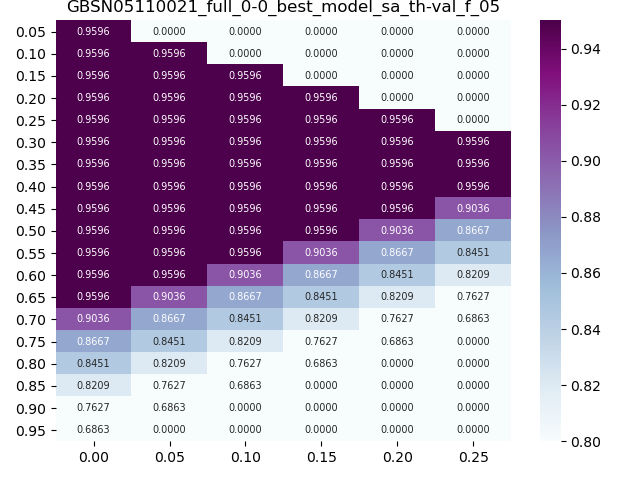 GBSN05110021_full_0-0_best_model_sa_th-val_f_05
0.05 0.9596 0.0000 0.0000 0.0000 0.0000 0.0000
0.10 0.9596 0.9596 0.0000 0.0000 0.0000 0.0000
0.15 0.9596 0.9596 0.9596 0.0000 0.0000 0.0000
0.20 0.9596 0.9596 0.9596 0.9596 0.0000 0.0000
0.25 0.9596 0.9596 0.9596 0.9596 0.9596 0.0000
0.30 0.9596 0.9596 0.9596 0.9596 0.9596 0.9596
0.35 0.9596 0.9596 0.9596 0.9596 0.9596 0.9596
0.40 0.9596 0.9596 0.9596 0.9596 0.9596 0.9596
0.45 0.9596 0.9596 0.9596 0.9596 0.9596 0.9036
0.50 0.9596 0.9596 0.9596 0.9596 0.9036 0.8667
0.55 0.9596 0.9596 0.9596 0.9036 0.8667 0.8451
0.60 0.9596 0.9596 0.9036 0.8667 0.8451 0.8209
0.65 0.9596 0.9036 0.8667 0.8451 0.8209 0.7627
0.70 0.9036 0.8667 0.8451 0.8209 0.7627 0.6863
0.75 0.8667 0.8451 0.8209 0.7627 0.6863 0.0000
0.80 0.8451 0.8209 0.7627 0.6863 0.0000 0.0000
0.85 0.8209 0.7627 0.6863 0.0000 0.0000 0.0000
0.90 0.7627 0.6863 0.0000 0.0000 0.0000 0.0000
0.95 0.6863 0.0000 0.0000 0.0000 0.0000 0.0000
0.00 0.05 0.10 0.15 0.20 0.25
0.94
0.92
0.90
0.88
0.86
0.84
0.82
0.80